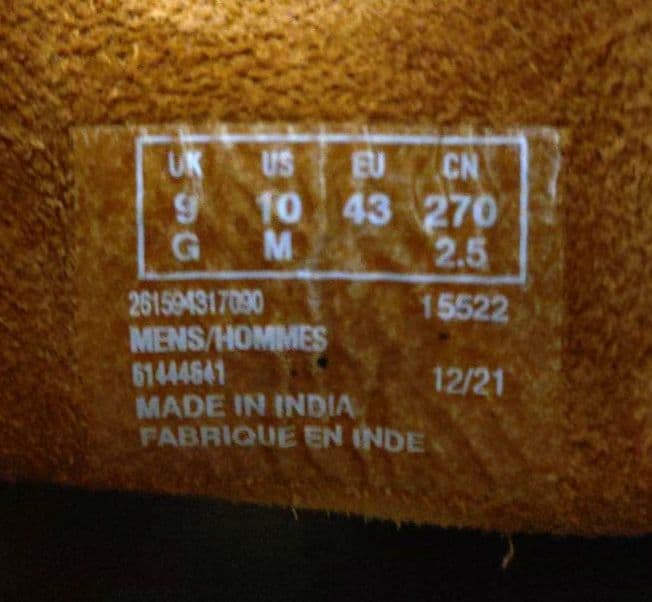 UK US EU CN
9 10 43 270
G M 2.5
261594317090 15522
MENS/HOMMES
61444641 12/21
MADE IN INDIA
FABRIQUE EN INDE